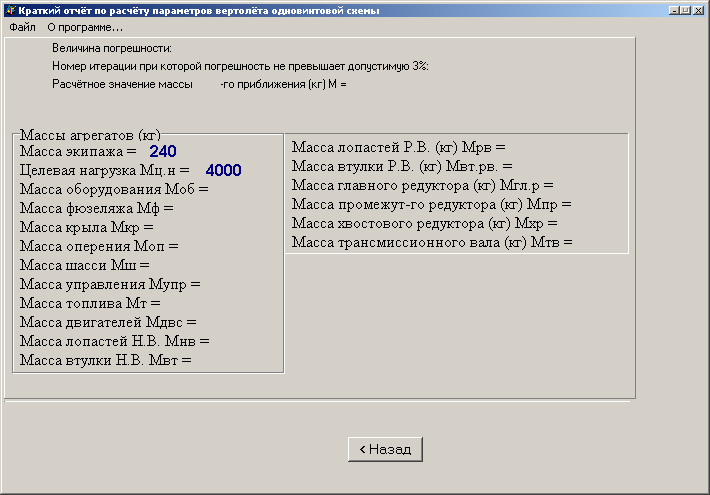 Краткий отчёт по расчёту параметров вертолёта одновинтовой схемы
Файл О программе...
Величина погрешности:
Номер итерации при которой погрешность не превышает допустимую 3%:
Расчётное значение массы -го приближения (кг) М =
Массы агрегатов (кг)
Масса экипажа = 240
Целевая нагрузка Мц.н = 4000
Масса оборудования Моб =
Масса фюзеляжа Мф =
Масса крыла Мкр =
Масса оперения Моп =
Масса шасси Мш =
Масса управления Мупр =
Масса топлива Мт =
Масса двигателей Мдвс =
Масса лопастей Н.В. Мнв =
Масса втулки Н.В. Мвт =
Масса лопастей Р.В. (кг) Мрв =
Масса втулки Р.В. (кг) Мвт.рв. =
Масса главного редуктора (кг) Мгл.р =
Масса промежут-го редуктора (кг) Мпр =
Масса хвостового редуктора (кг) Мхр =
Масса трансмиссионного вала (кг) Мтв =
< Назад